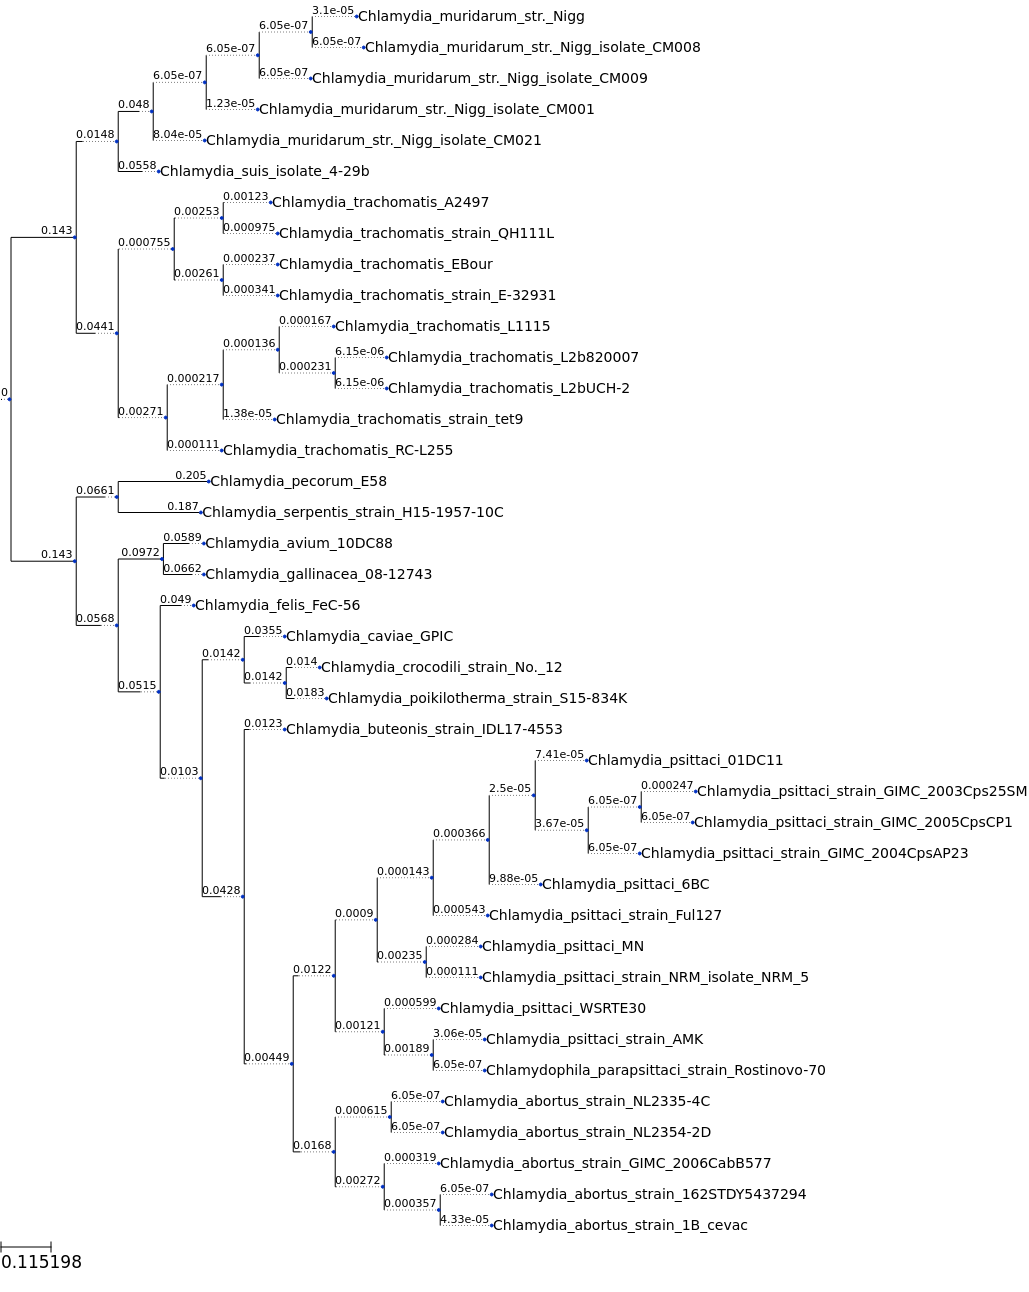 3.1e-05 Chlamydia_muridarum_str._Nigg
6.05e-07
6.05e-07 Chlamydia_muridarum_str._Nigg_isolate_CM008
6.05e-07
6.05e-07 Chlamydia_muridarum_str._Nigg_isolate_CM009
6.05e-07
0.048
1.23e-05 Chlamydia_muridarum_str._Nigg_isolate_CM001
0.0148
8.04e-05 Chlamydia_muridarum_str._Nigg_isolate_CM021
0.0558 Chlamydia_suis_isolate_4-29b
0.00123 Chlamydia_trachomatis_A2497
0.00253
0.143
0.000975 Chlamydia_trachomatis_strain_QH111L
0.000755
0.000237 Chlamydia_trachomatis_EBour
0.00261
0.000341 Chlamydia_trachomatis_strain_E-32931
0.0441
0.000167 Chlamydia_trachomatis_L1115
0.000136
6.15e-06 Chlamydia_trachomatis_L2b820007
0.000231
0.000217
6.15e-06 Chlamydia_trachomatis_L2bUCH-2
0
0.00271
1.38e-05 Chlamydia_trachomatis_strain_tet9
0.000111 Chlamydia_trachomatis_RC-L255
0.205 Chlamydia_pecorum_E58
0.0661
0.187 Chlamydia_serpentis_strain_H15-1957-10C
0.0589 Chlamydia_avium_10DC88
0.143
0.0972
0.0662 Chlamydia_gallinacea_08-12743
0.049 Chlamydia_felis_FeC-56
0.0568
0.0355 Chlamydia_caviae_GPIC
0.0142
0.014 Chlamydia_crocodili_strain_No._12
0.0142
0.0515
0.0183 Chlamydia_poikilotherma_strain_S15-834K
0.0123 Chlamydia_buteonis_strain_IDL17-4553
7.41e-05 Chlamydia_psittaci_01DC11
0.0103
0.000247 Chlamydia_psittaci_strain_GIMC_2003Cps25SM
2.5e-05
6.05e-07
6.05e-07 Chlamydia_psittaci_strain_GIMC_2005CpsCP1
3.67e-05
0.000366
6.05e-07 Chlamydia_psittaci_strain_GIMC_2004CpsAP23
0.000143
9.88e-05 Chlamydia_psittaci_6BC
0.0428
0.0009
0.000543 Chlamydia_psittaci_strain_Ful127
0.000284 Chlamydia_psittaci_MN
0.00235
0.0122
0.000111 Chlamydia_psittaci_strain_NRM_isolate_NRM_5
0.000599 Chlamydia_psittaci_WSRTE30
0.00121
3.06e-05 Chlamydia_psittaci_strain_AMK
0.00189
0.00449
6.05e-07 Chlamydophila_parapsittaci_strain_Rostinovo-70
6.05e-07 Chlamydia_abortus_strain_NL2335-4C
0.000615
6.05e-07 Chlamydia_abortus_strain_NL2354-2D
0.0168
0.000319 Chlamydia_abortus_strain_GIMC_2006CabB577
0.00272
6.05e-07 Chlamydia_abortus_strain_162STDY5437294
0.000357
4.33e-05 Chlamydia_abortus_strain_1B_cevac
0.115198